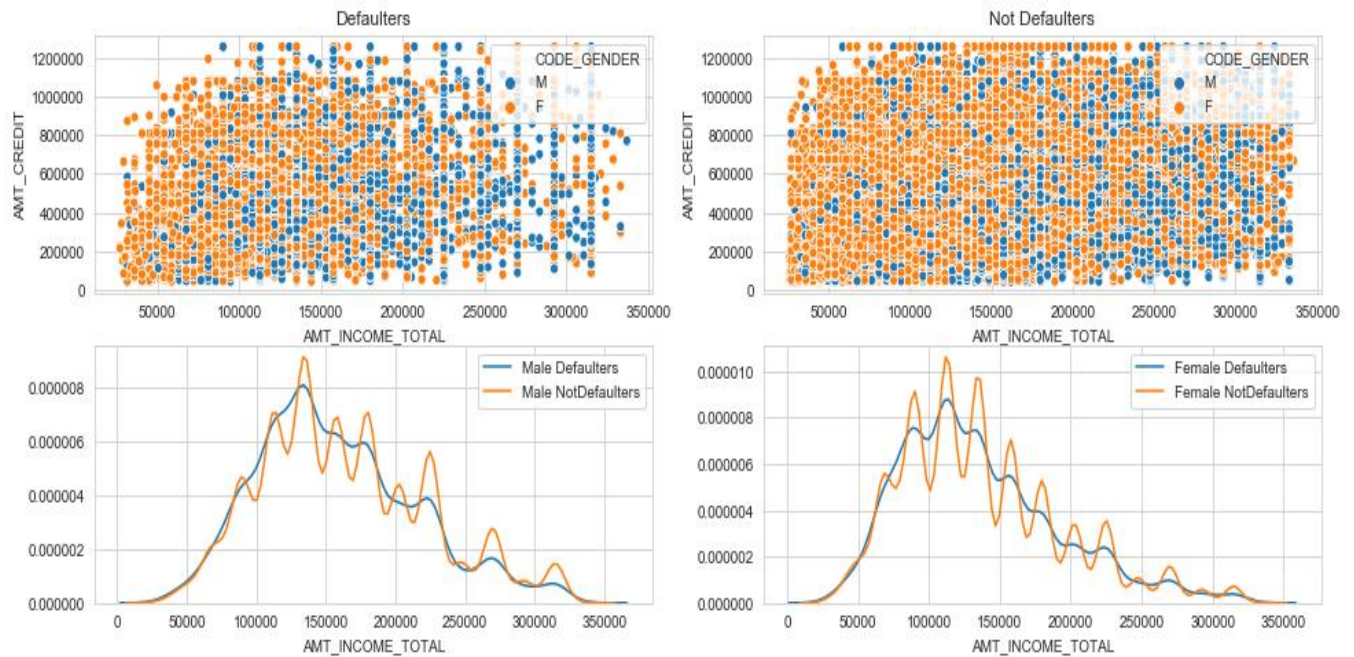 Defaulters
AMT_CREDIT
1200000
1000000
800000
600000
400000
200000
0
CODE_GENDER
M
F
50000 100000 150000 200000 250000 300000 350000
AMT_INCOME_TOTAL
Not Defaulters
AMT_CREDIT
1200000
1000000
800000
600000
400000
200000
0
CODE_GENDER
M
F
50000 100000 150000 200000 250000 300000 350000
AMT_INCOME_TOTAL
0.000008
0.000006
0.000004
0.000002
0.000000
Male Defaulters
Male NotDefaulters
0 50000 100000 150000 200000 250000 300000 350000
AMT_INCOME_TOTAL
0.000010
0.000008
0.000006
0.000004
0.000002
0.000000
Female Defaulters
Female NotDefaulters
0 50000 100000 150000 200000 250000 300000 350000
AMT_INCOME_TOTAL